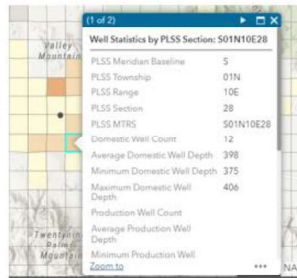 (1 of 2)
Well Statistics by PLSS Section: S01N10E28
PLSS Meridian Baseline S
PLSS Township 01N
PLSS Range 10E
PLSS Section 28
PLSS MTRS S01N10E28
Domestic Well Count 12
Average Domestic Well Depth 398
Minimum Domestic Well Depth 375
Maximum Domestic Well 406
Depth
Production Well Count
Average Production Well
Depth
Minimum Production Well
Zoom to ...
Valley
Mountain
Twentynin
Palms
Mountain
NA